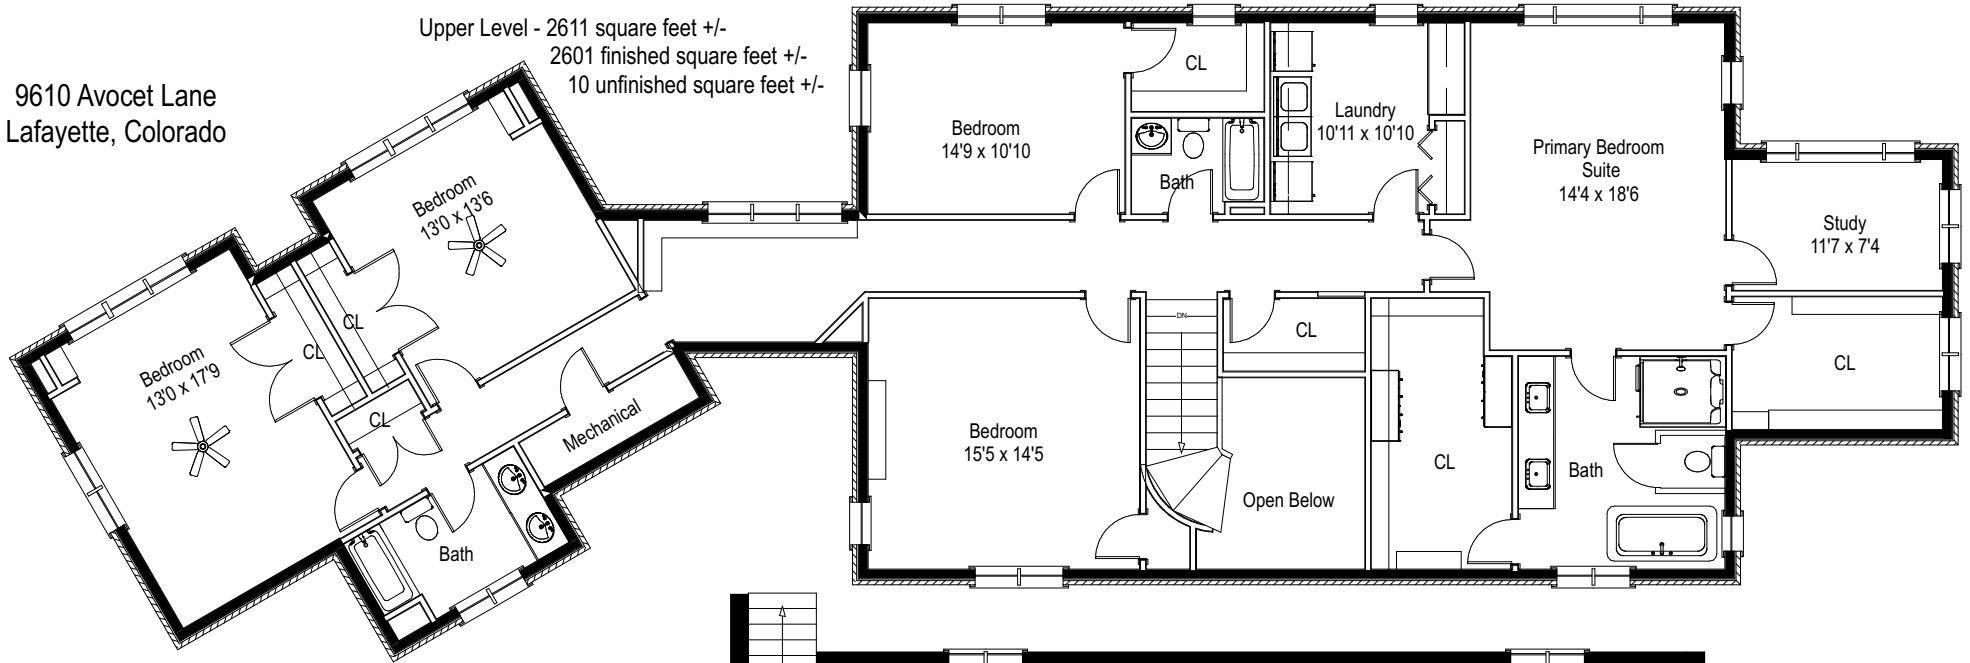 Upper Level - 2611 square feet +/-
2601 finished square feet +/-
10 unfinished square feet +/-
9610 Avocet Lane
Lafayette, Colorado
CL
Laundry
10'11 x 10'10
Bedroom
14'9 x 10'10
Primary Bedroom
Suite
14'4 x 18'6
Bath
Bedroom
13'0 x 13'6
Study
11'7 x 7'4
CL
CL
DN
CL
Bedroom
13'0 x 17'9
CL
CL
Mechanical
Bedroom
15'5 x 14'5
CL
Bath
Open Below
Bath